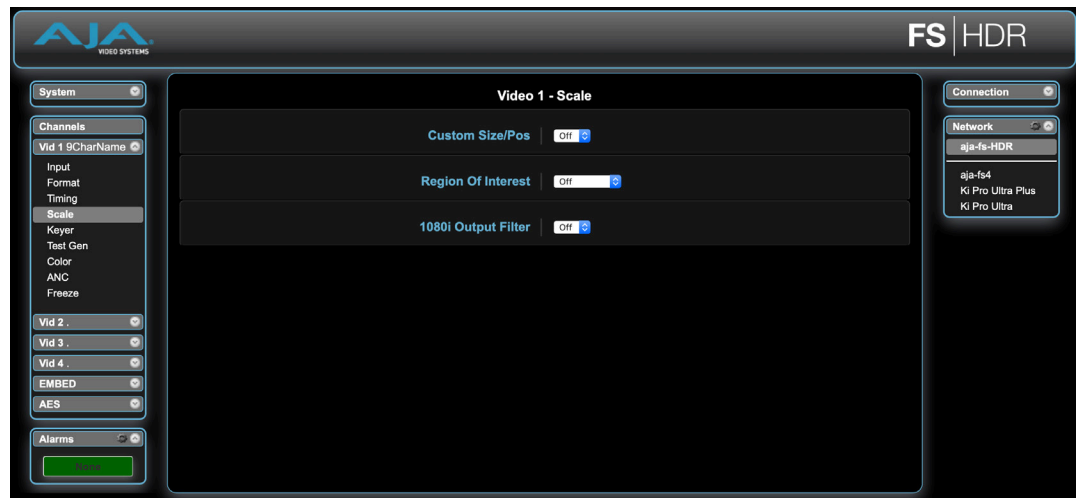 AJA
VIDEO SYSTEMS
FS|HDR
System
Channels
Vid 1 9CharName
Input
Format
Timing
Scale
Keyer
Test Gen
Color
ANC
Freeze
Vid 2 .
Vid 3 .
Vid 4 .
EMBED
AES
Alarms
None
Video 1 - Scale
Custom Size/Pos Off
Region Of Interest Off
1080i Output Filter Off
Connection
Network
aja-fs-HDR
aja-fs4
Ki Pro Ultra Plus
Ki Pro Ultra